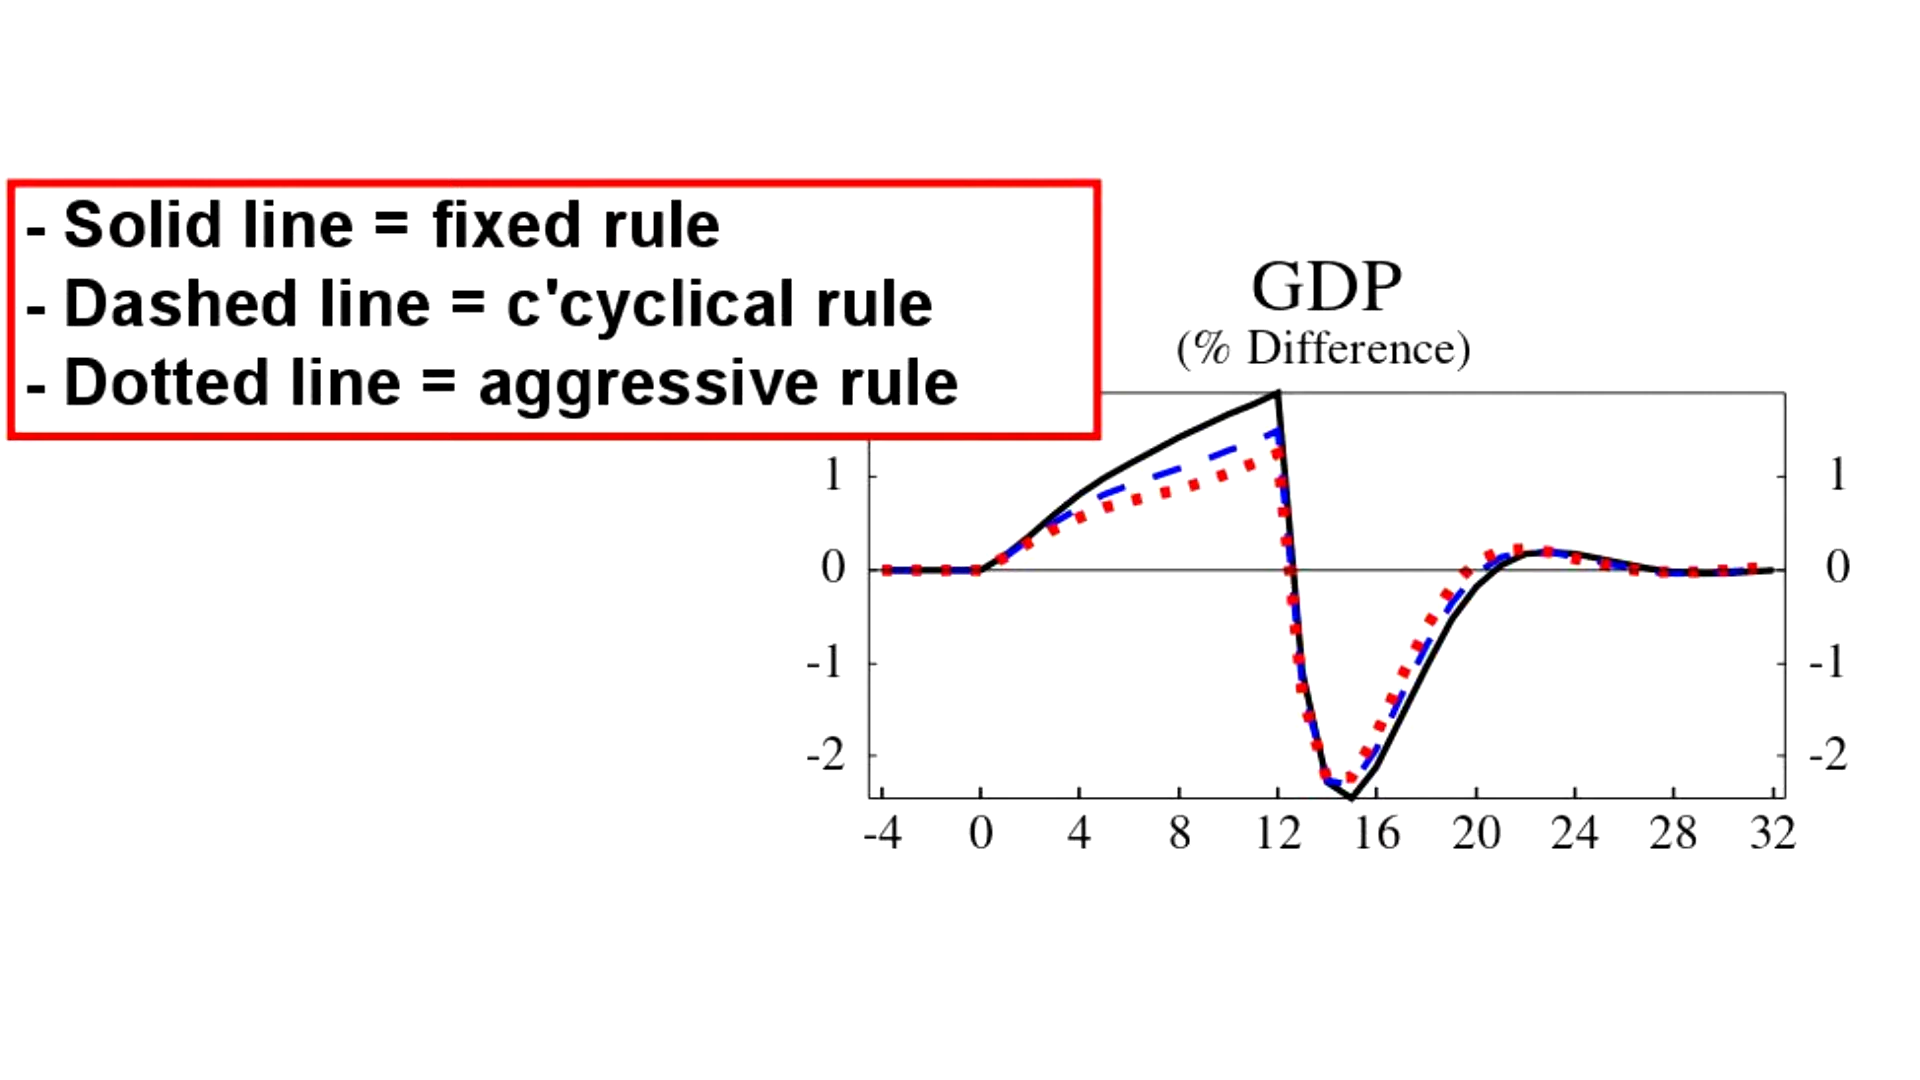 - Solid line = fixed rule
- Dashed line = c'cyclical rule
- Dotted line = aggressive rule
GDP
(% Difference)
1 1
0 0
-1 -1
-2 -2
-4 0 4 8 12 16 20 24 28 32